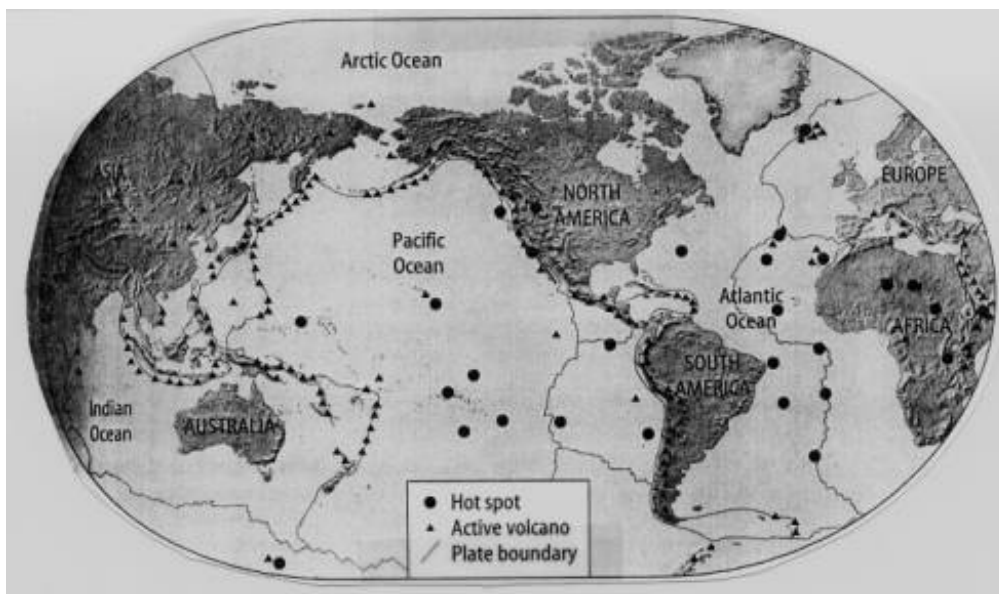 Arctic Ocean
ASIA
NORTH
AMERICA
EUROPE
Pacific
Ocean
Atlantic
Ocean
AFRICA
SOUTH
AMERICA
Indian
Ocean
AUSTRALIA
Hot spot
Active volcano
Plate boundary